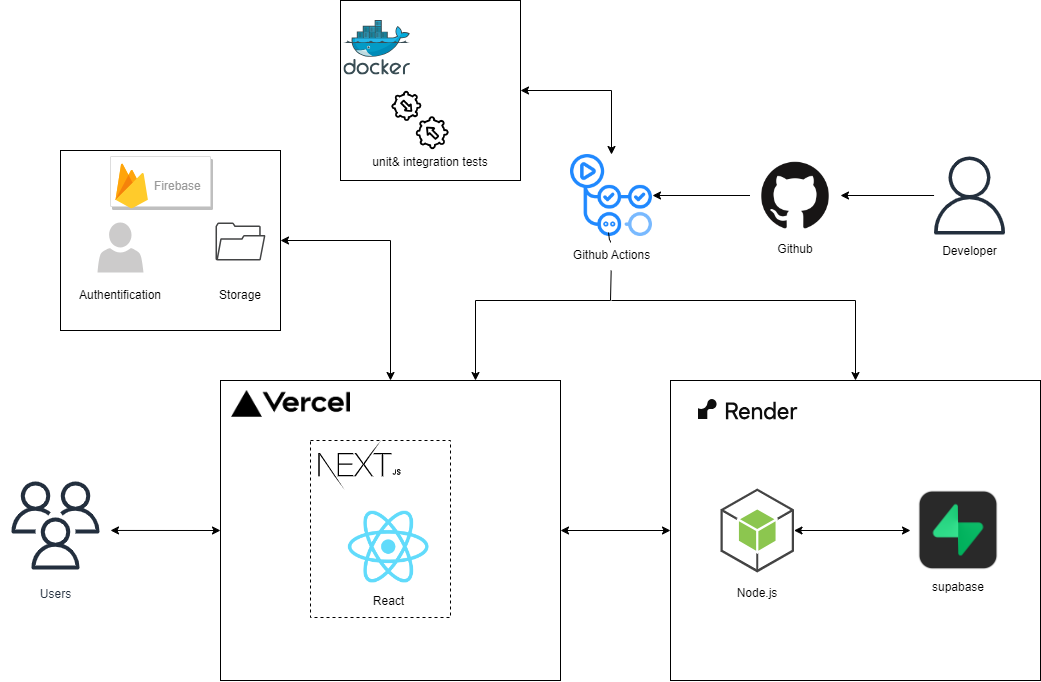 docker
unit& integration tests
Firebase
Authentification
Storage
Github Actions
Github
Developer
Vercel
NEXT.JS
React
Users
Render
Node.js
supabase